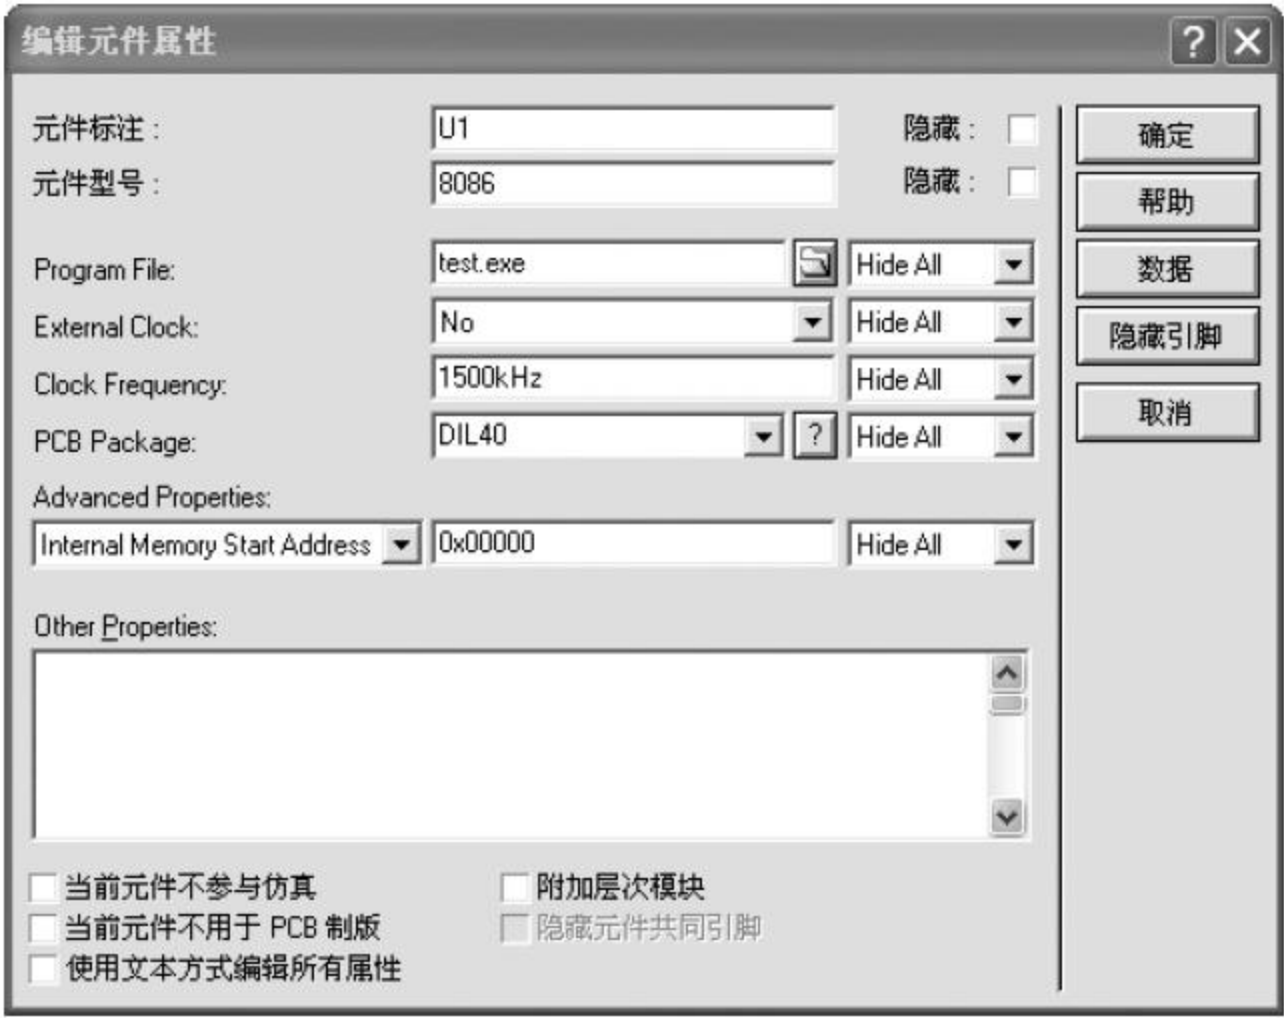 编辑元件属性
元件标注 : U1 隐藏 : 确定
元件型号 : 8086 隐藏 : 帮助
Program File: test.exe Hide All 数据
External Clock: No Hide All 隐藏引脚
Clock Frequency: 1500kHz Hide All
PCB Package: DIL40 ? Hide All 取消
Advanced Properties:
Internal Memory Start Address 0x00000 Hide All
Other Properties:
当前元件不参与仿真 附加层次模块
当前元件不用于 PCB 制版 隐藏元件共同引脚
使用文本方式编辑所有属性